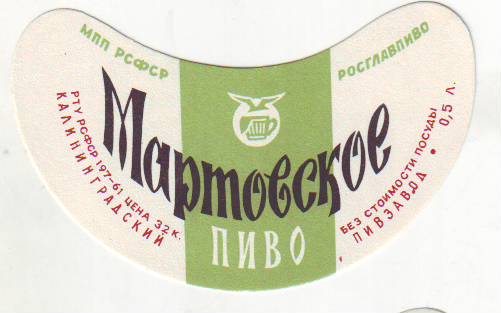 МПП РСФСР
РОСГЛАВПИВО
Мартовское
ПИВО
РТУ РСФСР 197-61 ЦЕНА 32 К.
КАЛИНИНГРАДСКИЙ
БЕЗ СТОИМОСТИ ПОСУДЫ
ПИВЗАВОД • 0,5 Л.